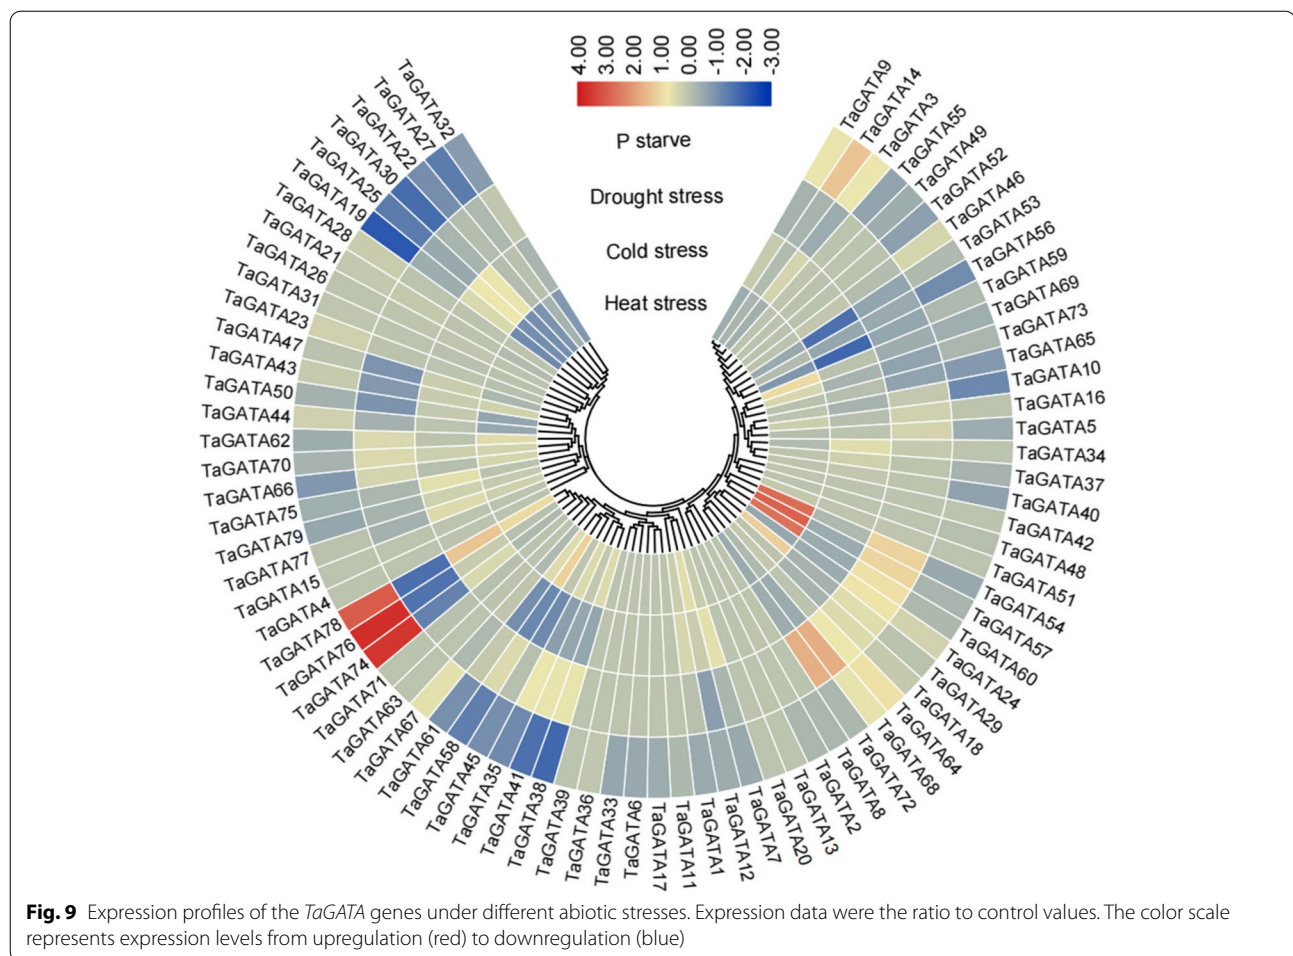 4.00
3.00
2.00
1.00
0.00
-1.00
-2.00
-3.00
P starve
Drought stress
Cold stress
Heat stress
TaGATA9
TaGATA14
TaGATA3
TaGATA55
TaGATA49
TaGATA52
TaGATA46
TaGATA53
TaGATA56
TaGATA59
TaGATA69
TaGATA73
TaGATA65
TaGATA10
TaGATA16
TaGATA5
TaGATA34
TaGATA37
TaGATA40
TaGATA42
TaGATA48
TaGATA51
TaGATA54
TaGATA57
TaGATA60
TaGATA24
TaGATA29
TaGATA18
TaGATA64
TaGATA68
TaGATA72
TaGATA8
TaGATA2
TaGATA13
TaGATA20
TaGATA7
TaGATA12
TaGATA1
TaGATA11
TaGATA17
TaGATA6
TaGATA33
TaGATA36
TaGATA39
TaGATA38
TaGATA41
TaGATA35
TaGATA45
TaGATA58
TaGATA61
TaGATA67
TaGATA63
TaGATA71
TaGATA74
TaGATA76
TaGATA78
TaGATA4
TaGATA15
TaGATA77
TaGATA79
TaGATA75
TaGATA66
TaGATA70
TaGATA62
TaGATA44
TaGATA50
TaGATA43
TaGATA47
TaGATA23
TaGATA31
TaGATA26
TaGATA21
TaGATA28
TaGATA19
TaGATA25
TaGATA30
TaGATA22
TaGATA27
TaGATA32
Fig. 9 Expression profiles of the TaGATA genes under different abiotic stresses. Expression data were the ratio to control values. The color scale
represents expression levels from upregulation (red) to downregulation (blue)